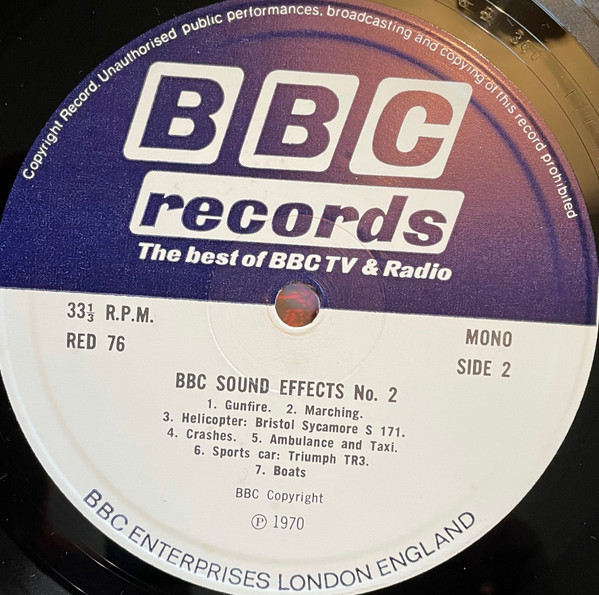 Copyright Record. Unauthorised public performances, broadcasting and copying of this record prohibited
BBC
records
The best of BBC TV & Radio
33⅓ R.P.M.
RED 76
MONO
SIDE 2
BBC SOUND EFFECTS No. 2
1. Gunfire. 2. Marching.
3. Helicopter: Bristol Sycamore S 171.
4. Crashes. 5. Ambulance and Taxi.
6. Sports car: Triumph TR3.
7. Boats
BBC Copyright
℗ 1970
BBC ENTERPRISES LONDON ENGLAND